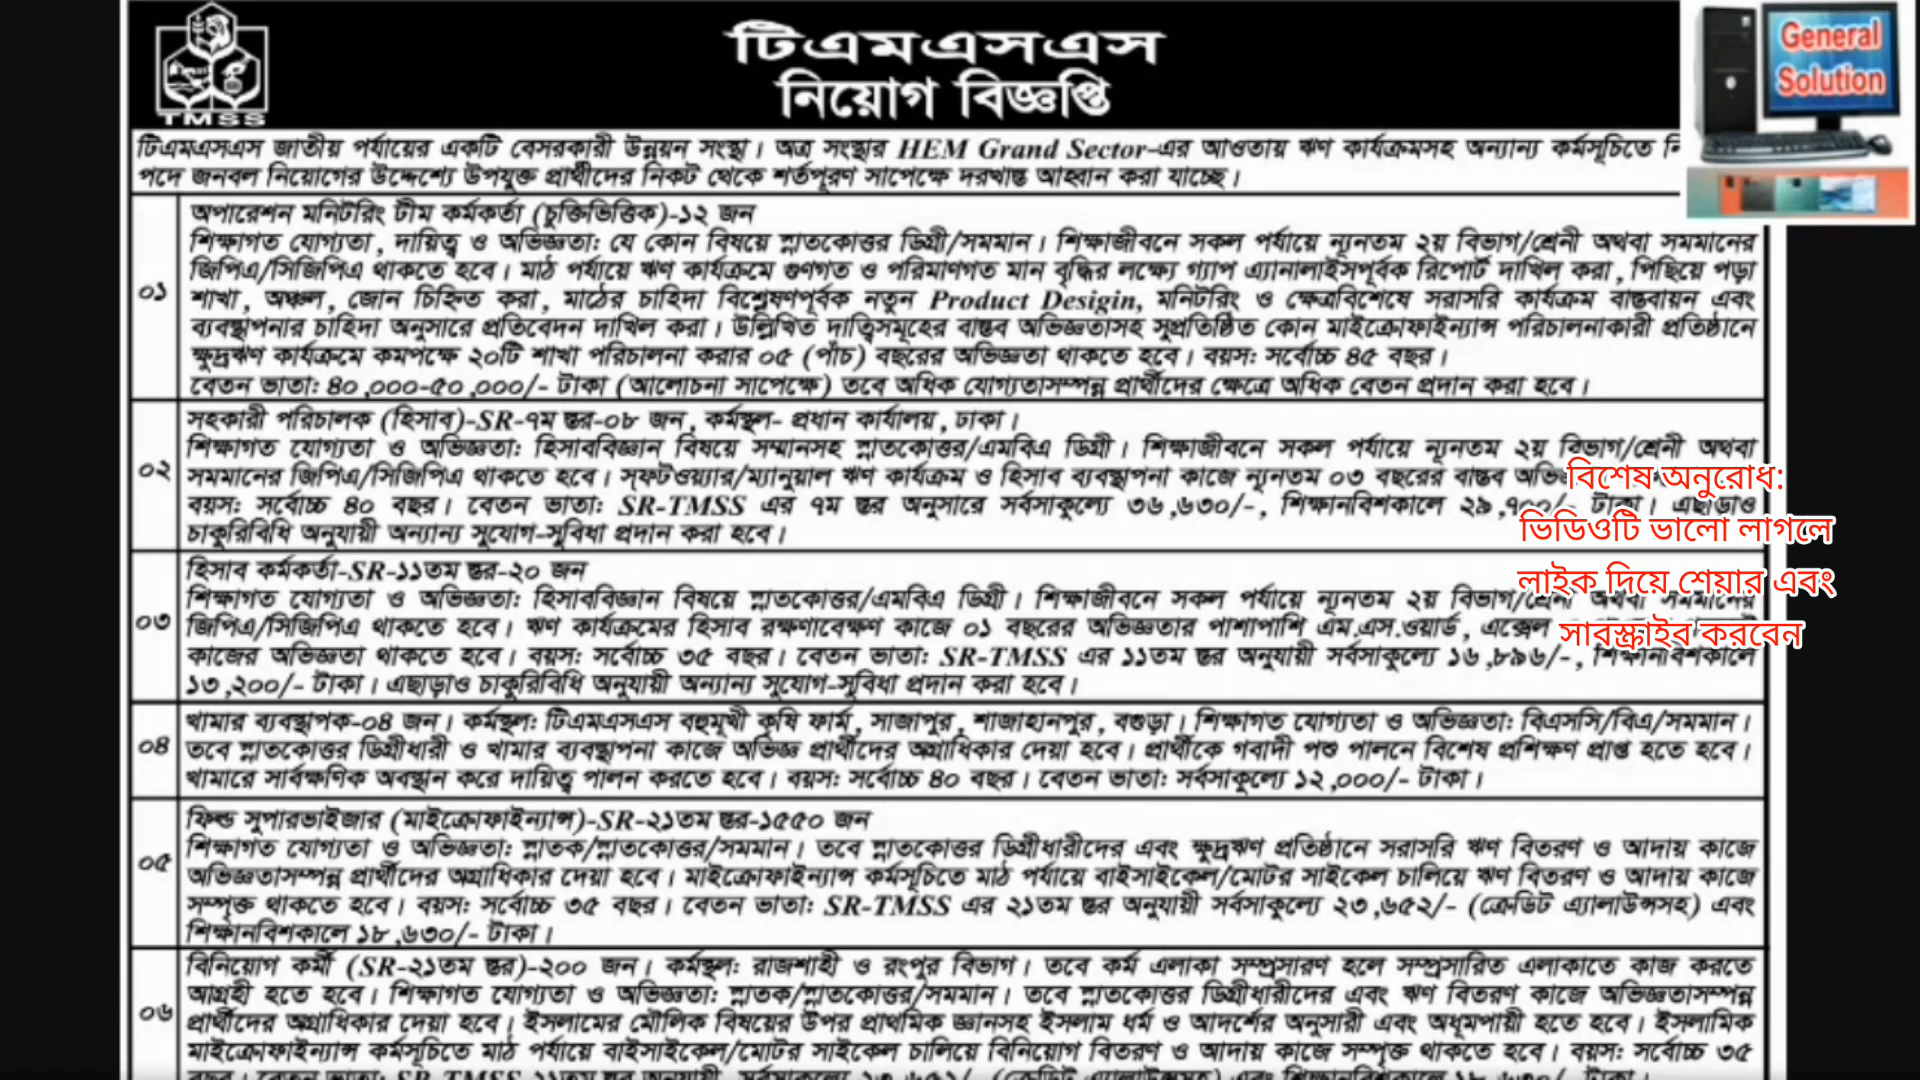 টিএমএসএস
নিয়োগ বিজ্ঞপ্তি
TMSS
General
Solution
টিএমএসএস জাতীয় পর্যায়ের একটি বেসরকারী উন্নয়ন সংস্থা। অত্র সংস্থার HEM Grand Sector-এর আওতায় ঋণ কার্যক্রমসহ অন্যান্য কর্মসূচিতে
পদে জনবল নিয়োগের উদ্দেশ্যে উপযুক্ত প্রার্থীদের নিকট থেকে শর্তপূরণ সাপেক্ষে দরখাস্ত আহ্বান করা যাচ্ছে।
০১
অপারেশন মনিটরিং টীম কর্মকর্তা (চুক্তিভিত্তিক)-১২ জন
শিক্ষাগত যোগ্যতা, দায়িত্ব ও অভিজ্ঞতা: যে কোন বিষয়ে স্নাতকোত্তর ডিগ্রী/সমমান। শিক্ষাজীবনে সকল পর্যায়ে ন্যূনতম ২য় বিভাগ/শ্রেনী অথবা সমমানের
জিপিএ/সিজিপিএ থাকতে হবে। মাঠ পর্যায়ে ঋণ কার্যক্রমে গুণগত ও পরিমাণগত মান বৃদ্ধির লক্ষ্যে গ্যাপ এ্যানালাইসপূর্বক রিপোর্ট দাখিল করা, পিছিয়ে পড়া
শাখা, অঞ্চল, জোন চিহ্নিত করা, মাঠের চাহিদা বিশ্লেষণপূর্বক নতুন Product Desigin, মনিটরিং ও ক্ষেত্রবিশেষে সরাসরি কার্যক্রম বাস্তবায়ন এবং
ব্যবস্থাপনার চাহিদা অনুসারে প্রতিবেদন দাখিল করা। উল্লিখিত দাত্বিসমূহের বাস্তব অভিজ্ঞতাসহ সুপ্রতিষ্ঠিত কোন মাইক্রোফাইন্যান্স পরিচালনাকারী প্রতিষ্ঠানে
ক্ষুদ্রঋণ কার্যক্রমে কমপক্ষে ২০টি শাখা পরিচালনা করার ০৫ (পাঁচ) বছরের অভিজ্ঞতা থাকতে হবে। বয়স: সর্বোচ্চ ৪৫ বছর।
বেতন ভাতা: ৪০,০০০-৫০,০০০/- টাকা (আলোচনা সাপেক্ষে) তবে অধিক যোগ্যতাসম্পন্ন প্রার্থীদের ক্ষেত্রে অধিক বেতন প্রদান করা হবে।
০২
সহকারী পরিচালক (হিসাব)-SR-৭ম স্তর-০৮ জন, কর্মস্থল- প্রধান কার্যালয়, ঢাকা।
শিক্ষাগত যোগ্যতা ও অভিজ্ঞতা: হিসাববিজ্ঞান বিষয়ে সম্মানসহ স্নাতকোত্তর/এমবিএ ডিগ্রী। শিক্ষাজীবনে সকল পর্যায়ে ন্যূনতম ২য় বিভাগ/শ্রেনী অথবা
সমমানের জিপিএ/সিজিপিএ থাকতে হবে। সফ্টওয়্যার/ম্যানুয়াল ঋণ কার্যক্রম ও হিসাব ব্যবস্থাপনা কাজে ন্যূনতম ০৩ বছরের বাস্তব
বয়স: সর্বোচ্চ ৪০ বছর। বেতন ভাতা: SR-TMSS এর ৭ম স্তর অনুসারে সর্বসাকুল্যে ৩৬,৬৩০/-, শিক্ষানবিশকালে টাকা। এছাড়াও
চাকুরিবিধি অনুযায়ী অন্যান্য সুযোগ-সুবিধা প্রদান করা হবে।
বিশেষ অনুরোধ:
ভিডিওটি ভালো লাগলে
লাইক দিয়ে শেয়ার এবং
সাবস্ক্রাইব করবেন
০৩
হিসাব কর্মকর্তা-SR-১১তম স্তর-২০ জন
শিক্ষাগত যোগ্যতা ও অভিজ্ঞতা: হিসাববিজ্ঞান বিষয়ে স্নাতকোত্তর/এমবিএ ডিগ্রী। শিক্ষাজীবনে সকল পর্যায়ে ন্যূনতম ২য় বিভাগ/শ্রেনী অথবা সমমানের
জিপিএ/সিজিপিএ থাকতে হবে। ঋণ কার্যক্রমের হিসাব রক্ষণাবেক্ষণ কাজে ০১ বছরের অভিজ্ঞতার পাশাপাশি এম.এস.ওয়ার্ড, এক্সেল
কাজের অভিজ্ঞতা থাকতে হবে। বয়স: সর্বোচ্চ ৩৫ বছর। বেতন ভাতা: SR-TMSS এর ১১তম স্তর অনুযায়ী সর্বসাকুল্যে ১৬,৮৯৬/-, শিক্ষানবিশকালে
১৩,২০০/- টাকা। এছাড়াও চাকুরিবিধি অনুযায়ী অন্যান্য সুযোগ-সুবিধা প্রদান করা হবে।
০৪
খামার ব্যবস্থাপক-০৪ জন। কর্মস্থল: টিএমএসএস বহুমূখী কৃষি ফার্ম, সাজাপুর, শাজাহানপুর, বগুড়া। শিক্ষাগত যোগ্যতা ও অভিজ্ঞতা: বিএসসি/বিএ/সমমান।
তবে স্নাতকোত্তর ডিগ্রীধারী ও খামার ব্যবস্থাপনা কাজে অভিজ্ঞ প্রার্থীদের অগ্রাধিকার দেয়া হবে। প্রার্থীকে গবাদী পশু পালনে বিশেষ প্রশিক্ষণ প্রাপ্ত হতে হবে।
খামারে সার্বক্ষণিক অবস্থান করে দায়িত্ব পালন করতে হবে। বয়স: সর্বোচ্চ ৪০ বছর। বেতন ভাতা: সর্বসাকুল্যে ১২,০০০/- টাকা।
০৫
ফিল্ড সুপারভাইজার (মাইক্রোফাইন্যান্স)-SR-২১তম স্তর-১৫৫০ জন
শিক্ষাগত যোগ্যতা ও অভিজ্ঞতা: স্নাতক/স্নাতকোত্তর/সমমান। তবে স্নাতকোত্তর ডিগ্রীধারীদের এবং ক্ষুদ্রঋণ প্রতিষ্ঠানে সরাসরি ঋণ বিতরণ ও আদায় কাজে
অভিজ্ঞতাসম্পন্ন প্রার্থীদের অগ্রাধিকার দেয়া হবে। মাইক্রোফাইন্যান্স কর্মসূচিতে মাঠ পর্যায়ে বাইসাইকেল/মোটর সাইকেল চালিয়ে ঋণ বিতরণ ও আদায় কাজে
সম্পৃক্ত থাকতে হবে। বয়স: সর্বোচ্চ ৩৫ বছর। বেতন ভাতা: SR-TMSS এর ২১তম স্তর অনুযায়ী সর্বসাকুল্যে ২৩,৬৫২/- (ক্রেডিট এ্যালাউন্সসহ) এবং
শিক্ষানবিশকালে ১৮,৬৩০/- টাকা।
০৬
বিনিয়োগ কর্মী (SR-২১তম স্তর)-২০০ জন। কর্মস্থল: রাজশাহী ও রংপুর বিভাগ। তবে কর্ম এলাকা সম্প্রসারণ হলে সম্প্রসারিত এলাকাতে কাজ করতে
আগ্রহী হতে হবে। শিক্ষাগত যোগ্যতা ও অভিজ্ঞতা: স্নাতক/স্নাতকোত্তর/সমমান। তবে স্নাতকোত্তর ডিগ্রীধারীদের এবং ঋণ বিতরণ কাজে অভিজ্ঞতাসম্পন্ন
প্রার্থীদের অগ্রাধিকার দেয়া হবে। ইসলামের মৌলিক বিষয়ের উপর প্রাথমিক জ্ঞানসহ ইসলাম ধর্ম ও আদর্শের অনুসারী এবং অধূমপায়ী হতে হবে। ইসলামিক
মাইক্রোফাইন্যান্স কর্মসূচিতে মাঠ পর্যায়ে বাইসাইকেল/মোটর সাইকেল চালিয়ে বিনিয়োগ বিতরণ ও আদায় কাজে সম্পৃক্ত থাকতে হবে। বয়স: সর্বোচ্চ ৩৫